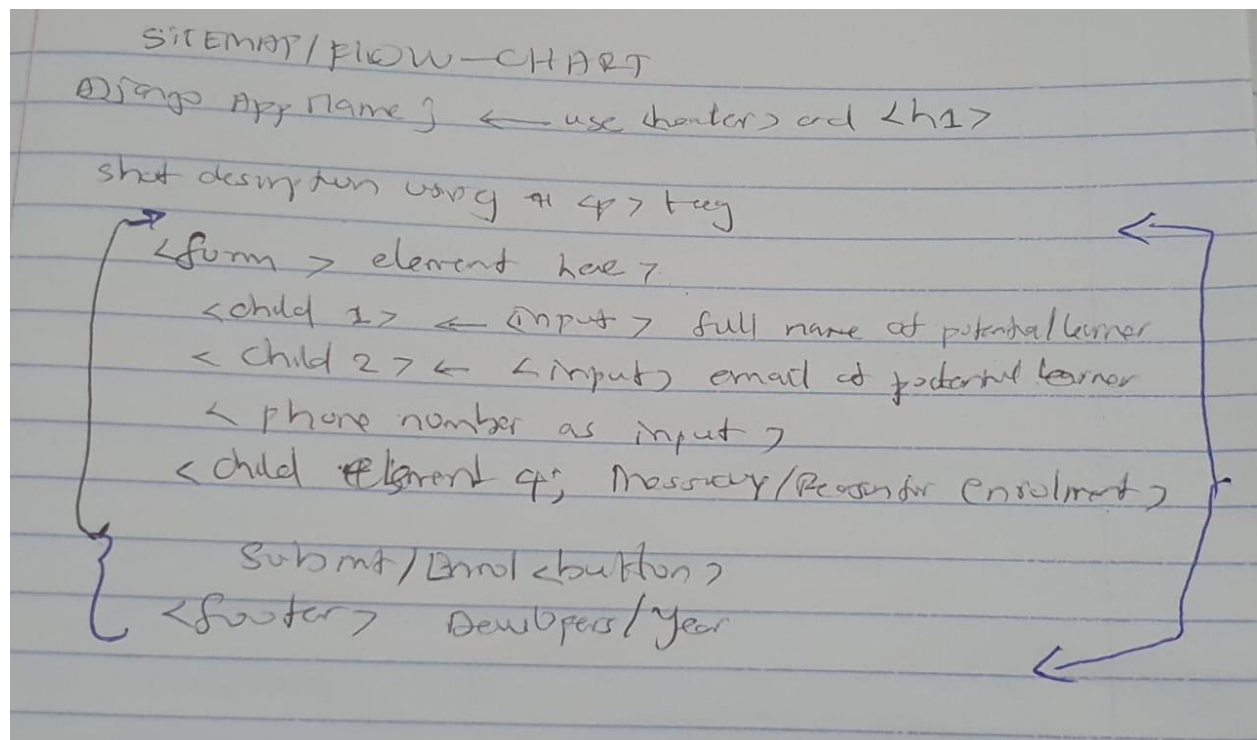 SITEMAP/FLOW-CHART
Django App name} ← use <header> and <h1>
short description using a <p> tag
<form> element here>
<child 1> ← <input> full name of potential learner
<child 2> ← <input> email of potential learner
<phone number as input>
<child element 4; Message/Reason for enrolment>
Submit/Enrol <button>
<footer> Developers/Year